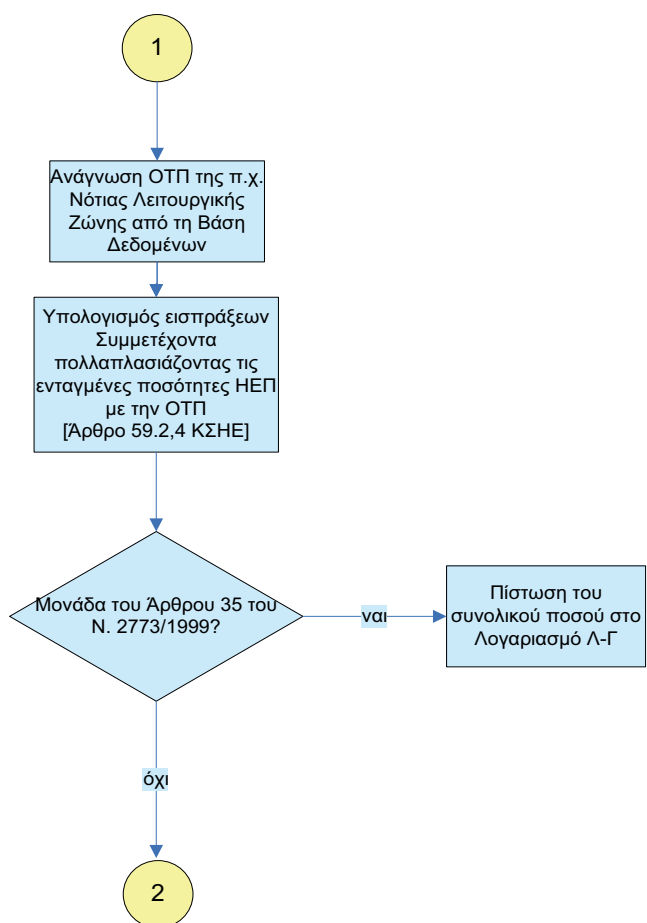 1
Ανάγνωση ΟΤΠ της π.χ.
Νότιας Λειτουργικής
Ζώνης από τη Βάση
Δεδομένων
Υπολογισμός εισπράξεων
Συμμετέχοντα
πολλαπλασιάζοντας τις
ενταγμένες ποσότητες ΗΕΠ
με την ΟΤΠ
[Άρθρο 59.2,4 ΚΣΗΕ]
Μονάδα του Άρθρου 35 του
Ν. 2773/1999?
ναι
Πίστωση του
συνολικού ποσού στο
Λογαριασμό Λ-Γ
όχι
2